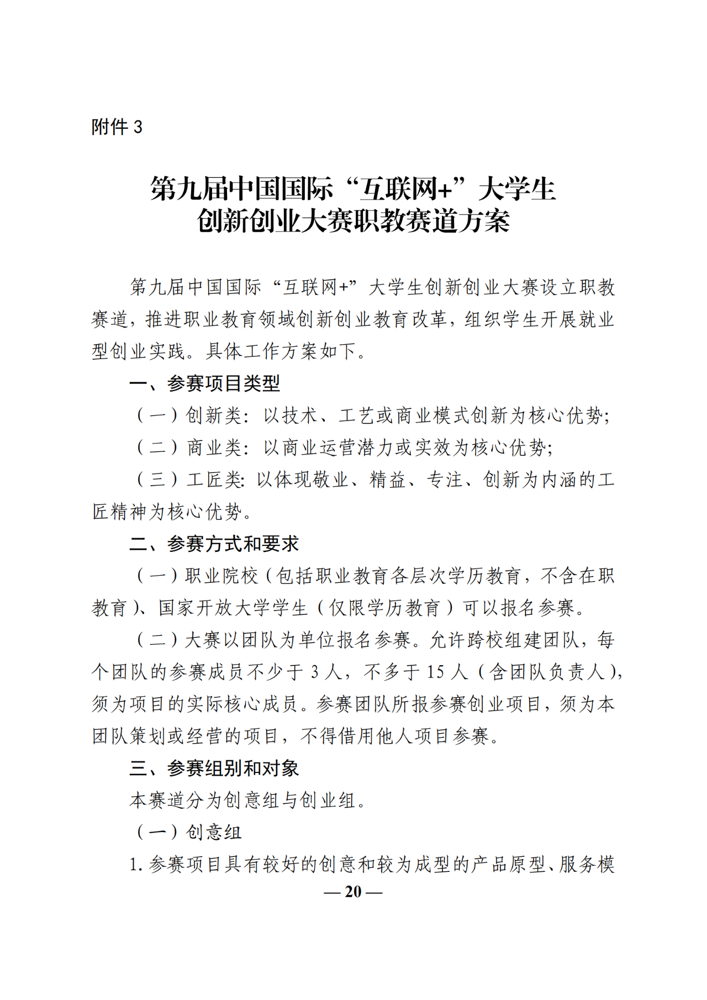 附件 3
第九届中国国际“互联网+”大学生
创新创业大赛职教赛道方案
第九届中国国际“互联网+”大学生创新创业大赛设立职教
赛道，推进职业教育领域创新创业教育改革，组织学生开展就业
型创业实践。具体工作方案如下。
一、参赛项目类型
（一）创新类：以技术、工艺或商业模式创新为核心优势；
（二）商业类：以商业运营潜力或实效为核心优势；
（三）工匠类：以体现敬业、精益、专注、创新为内涵的工
匠精神为核心优势。
二、参赛方式和要求
（一）职业院校（包括职业教育各层次学历教育，不含在职
教育）、国家开放大学学生（仅限学历教育）可以报名参赛。
（二）大赛以团队为单位报名参赛。允许跨校组建团队，每
个团队的参赛成员不少于 3 人，不多于 15 人（含团队负责人），
须为项目的实际核心成员。参赛团队所报参赛创业项目，须为本
团队策划或经营的项目，不得借用他人项目参赛。
三、参赛组别和对象
本赛道分为创意组与创业组。
（一）创意组
1. 参赛项目具有较好的创意和较为成型的产品原型、服务模
— 20 —